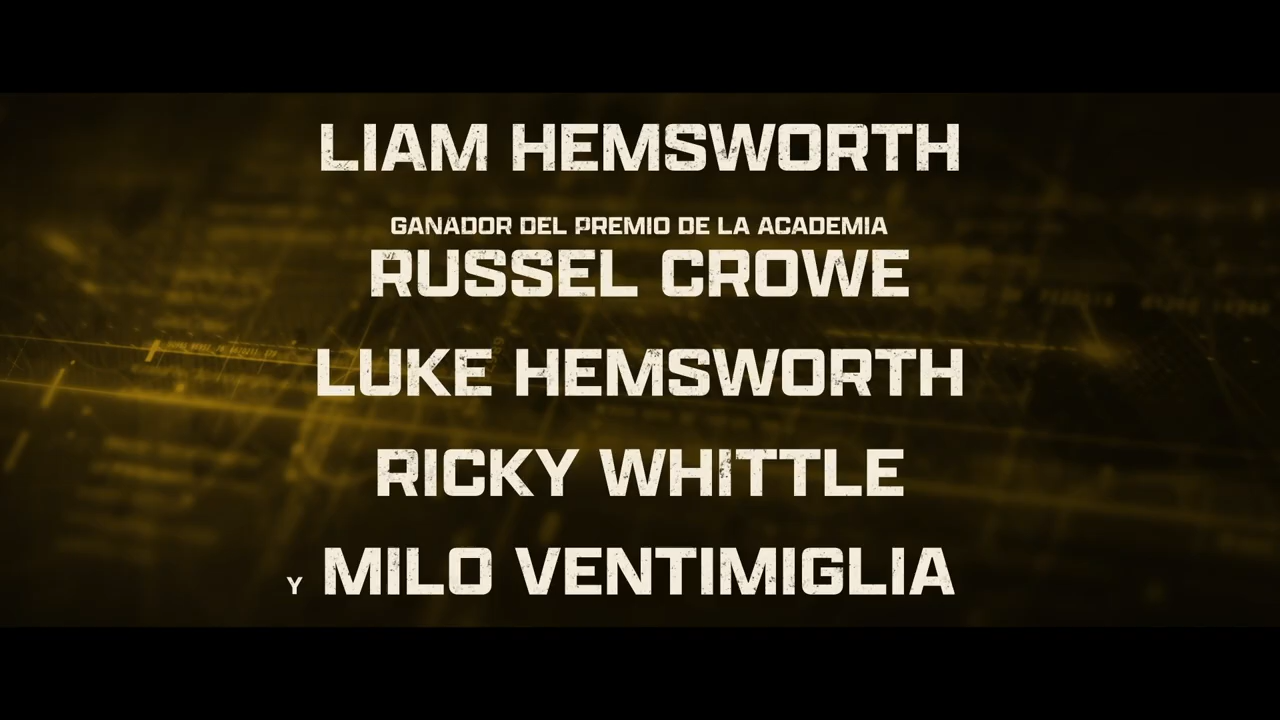 LIAM HEMSWORTH
GANADOR DEL PREMIO DE LA ACADEMIA
RUSSEL CROWE
LUKE HEMSWORTH
RICKY WHITTLE
Y MILO VENTIMIGLIA